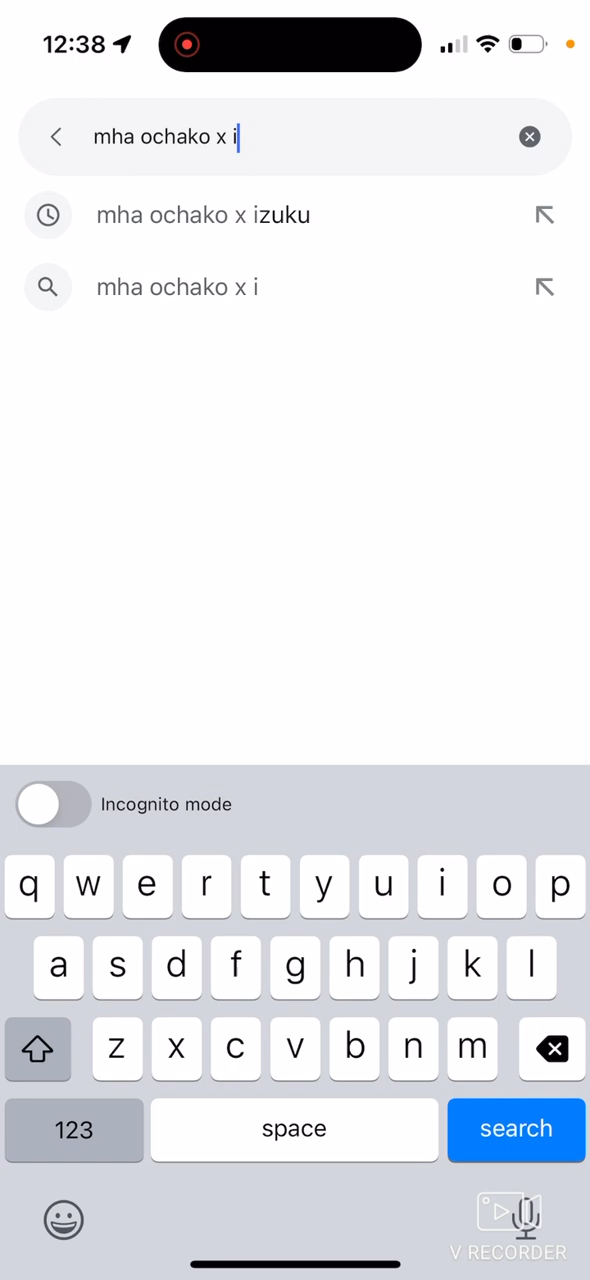 12:38
mha ochako x i
mha ochako x izuku
mha ochako x i
Incognito mode
q w e r t y u i o p
a s d f g h j k l
z x c v b n m
123 space search
V RECORDER